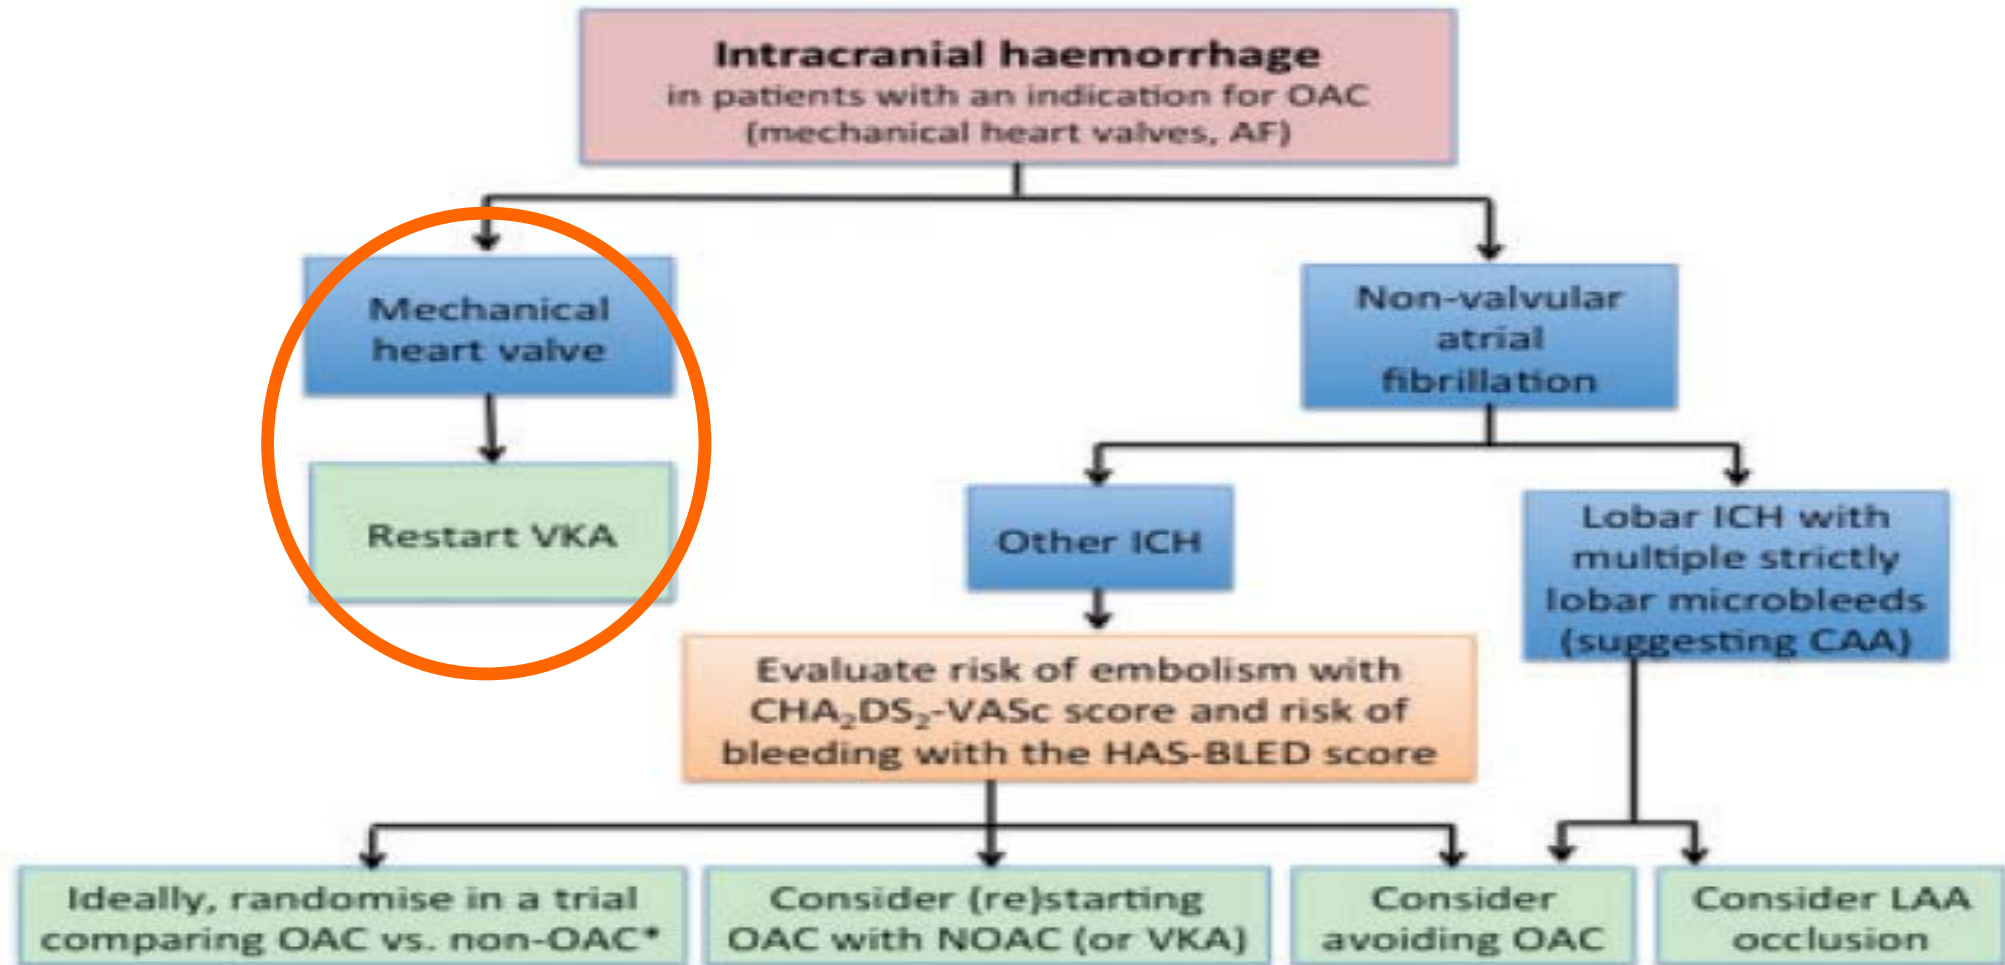 Intracranial haemorrhage
in patients with an indication for OAC
(mechanical heart valves, AF)
Mechanical
heart valve
Non-valvular
atrial
fibrillation
Restart VKA
Other ICH
Lobar ICH with
multiple strictly
lobar microbleeds
(suggesting CAA)
Evaluate risk of embolism with
CHA₂DS₂-VASc score and risk of
bleeding with the HAS-BLED score
Ideally, randomise in a trial
comparing OAC vs. non-OAC*
Consider (re)starting
OAC with NOAC (or VKA)
Consider
avoiding OAC
Consider LAA
occlusion